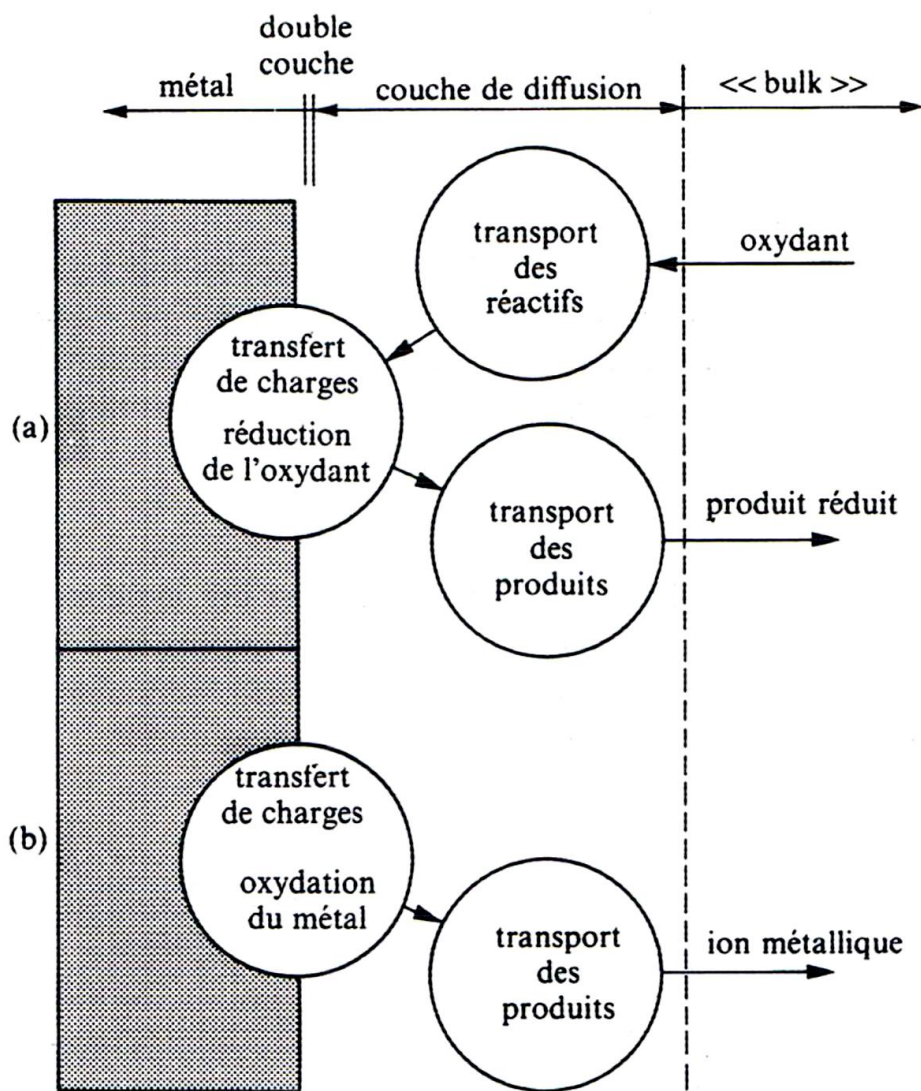 double
couche
métal
couche de diffusion
<< bulk >>
transport
des
réactifs
oxydant
(a)
transfert
de charges
réduction
de l'oxydant
transport
des
produits
produit réduit
(b)
transfert
de charges
oxydation
du métal
transport
des
produits
ion métallique